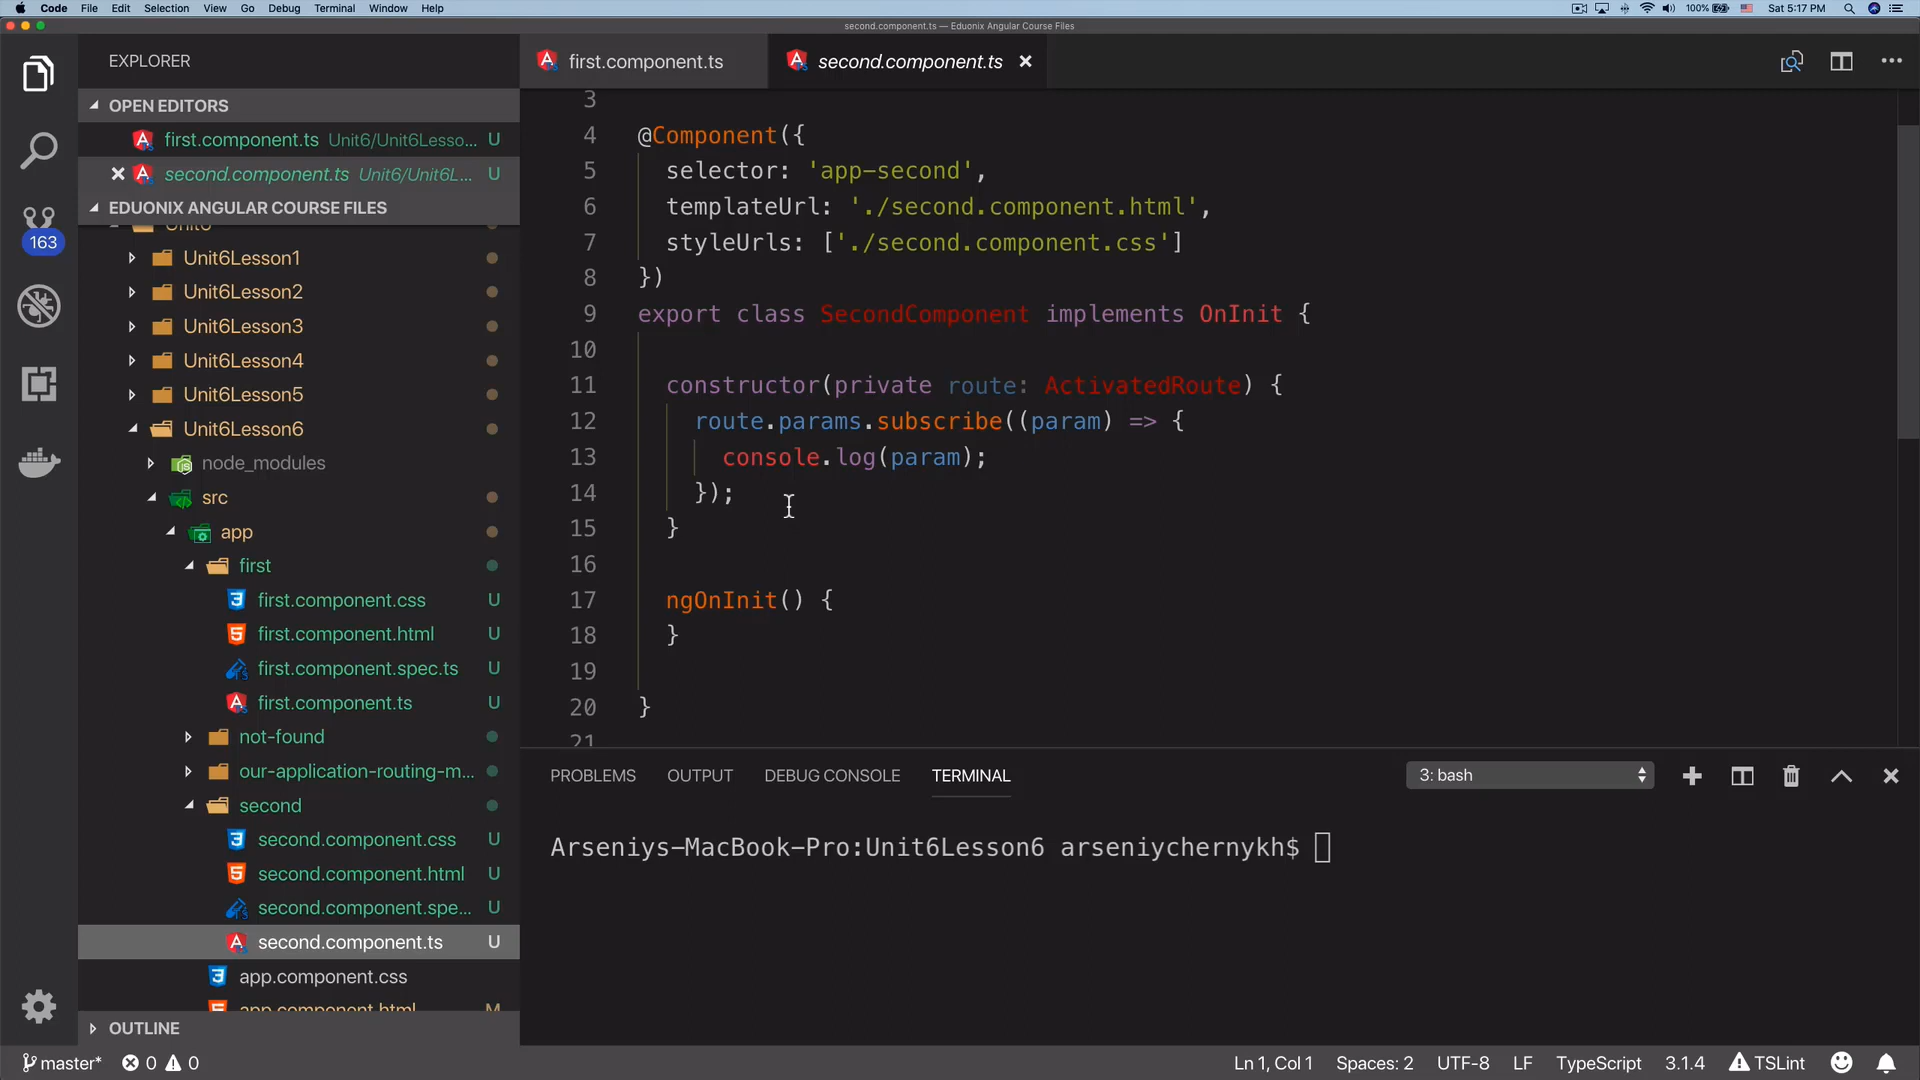 Code File Edit Selection View Go Debug Terminal Window Help 100% Sat 5:17 PM
second.component.ts — Eduonix Angular Course Files
EXPLORER
OPEN EDITORS
first.component.ts Unit6/Unit6Lesso... U
second.component.ts Unit6/Unit6L... U
EDUONIX ANGULAR COURSE FILES
163
Unit6
Unit6Lesson1
Unit6Lesson2
Unit6Lesson3
Unit6Lesson4
Unit6Lesson5
Unit6Lesson6
node_modules
src
app
first
first.component.css U
first.component.html U
first.component.spec.ts U
first.component.ts U
not-found
our-application-routing-m...
second
second.component.css U
second.component.html U
second.component.spe... U
second.component.ts U
app.component.css
app.component.html M
OUTLINE
first.component.ts second.component.ts
3
4 @Component({
5 selector: 'app-second',
6 templateUrl: './second.component.html',
7 styleUrls: ['./second.component.css']
8 })
9 export class SecondComponent implements OnInit {
10
11 constructor(private route: ActivatedRoute) {
12 route.params.subscribe((param) => {
13 console.log(param);
14 });
15 }
16
17 ngOnInit() {
18 }
19
20 }
21
PROBLEMS OUTPUT DEBUG CONSOLE TERMINAL 3: bash
Arseniys-MacBook-Pro:Unit6Lesson6 arseniychernykh$
master* 0 0 Ln 1, Col 1 Spaces: 2 UTF-8 LF TypeScript 3.1.4 TSLint